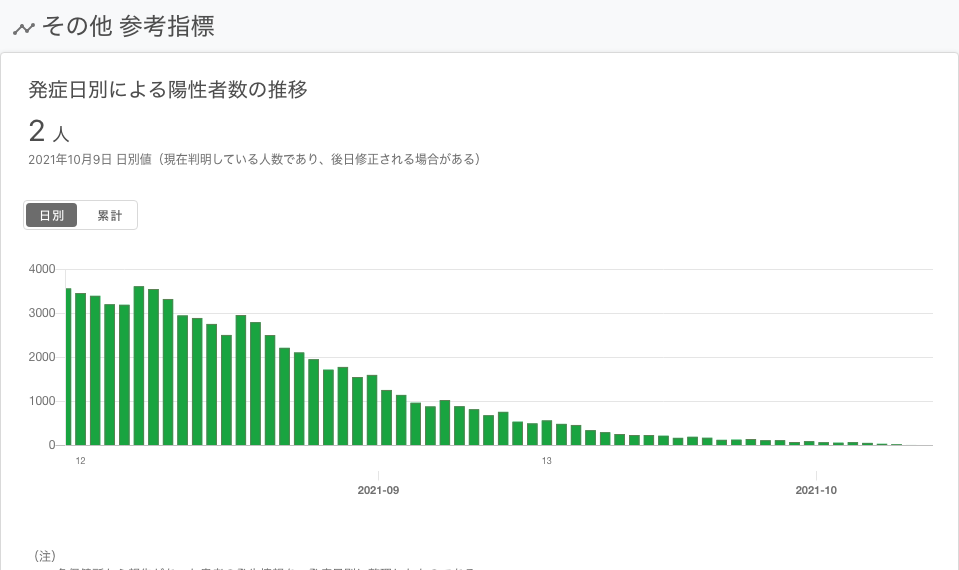 その他 参考指標
発症日別による陽性者数の推移
2 人
2021年10月9日 日別値（現在判明している人数であり、後日修正される場合がある）
日別 累計
4000
3000
2000
1000
0
12 13
2021-09 2021-10
（注）